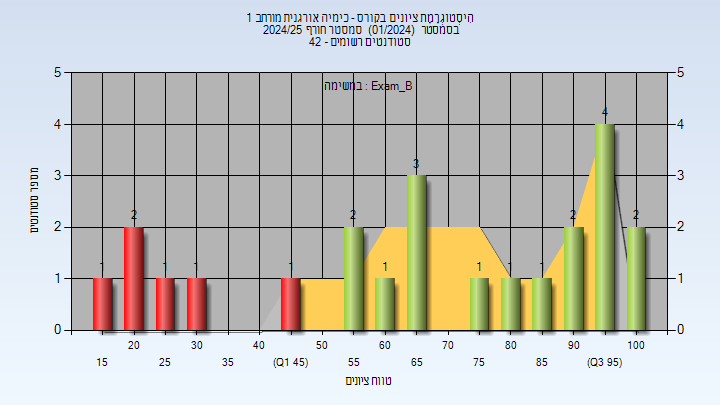 היסטוגרמת ציונים בקורס - כימיה אורגנית מורחב 1
בסמסטר (01/2024) סמסטר חורף 2024/25
סטודנטים רשומים - 42
במשימה : Exam_B
5 5
4 4
3 3
2 2
1 1
0 0
מספר סטודנטים
1 2 1 1 1 2 1 3 1 1 1 2 4 2
20 30 40 50 60 70 80 90 100
15 25 35 (Q1 45) 55 65 75 85 (Q3 95)
טווח ציונים